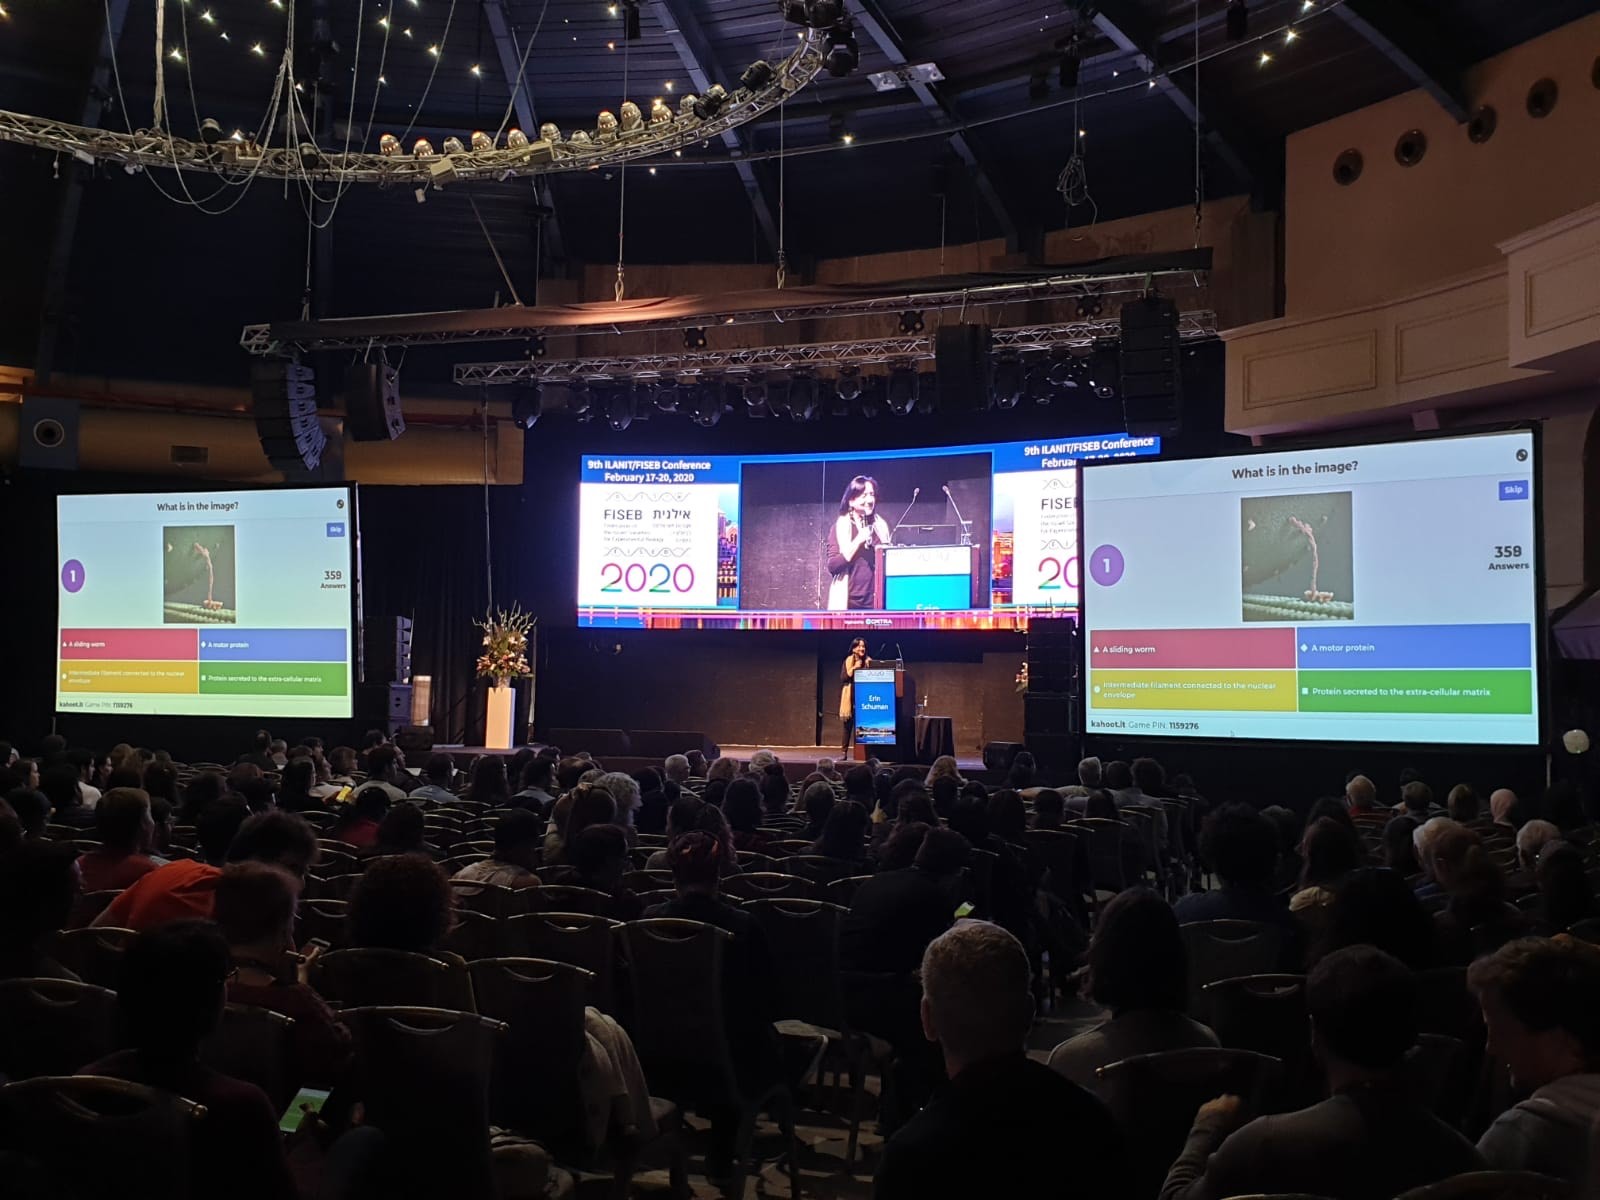 9th ILANIT/FISEB Conference
February 17-20, 2020
FISEB אילנית
2020
9th ILANIT/FISEB Conference
FISEB
What is in the image?
Skip
1
359
Answers
A sliding worm
A motor protein
Intermediate filament connected to the nuclear
envelope
Protein secreted to the extra-cellular matrix
kahoot.it Game PIN: 1159276
What is in the image?
Skip
1
358
Answers
A sliding worm
A motor protein
Intermediate filament connected to the nuclear
envelope
Protein secreted to the extra-cellular matrix
kahoot.it Game PIN: 1159276
Erin
Schuman